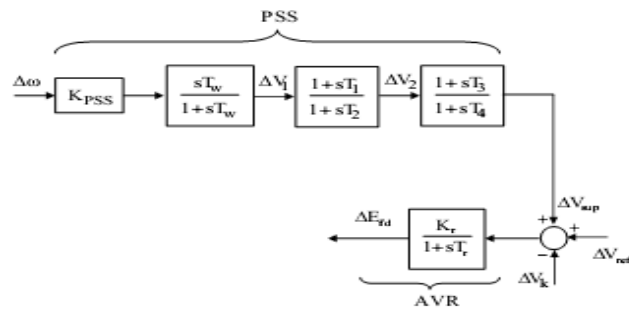 PSS
Δω
K_PSS
sT_w
1+sT_w
ΔV_1
1+sT_1
1+sT_2
ΔV_2
1+sT_3
1+sT_4
ΔV_sup
ΔE_fd
K_r
1+sT_r
+
+
−
ΔV_ref
ΔV_k
AVR